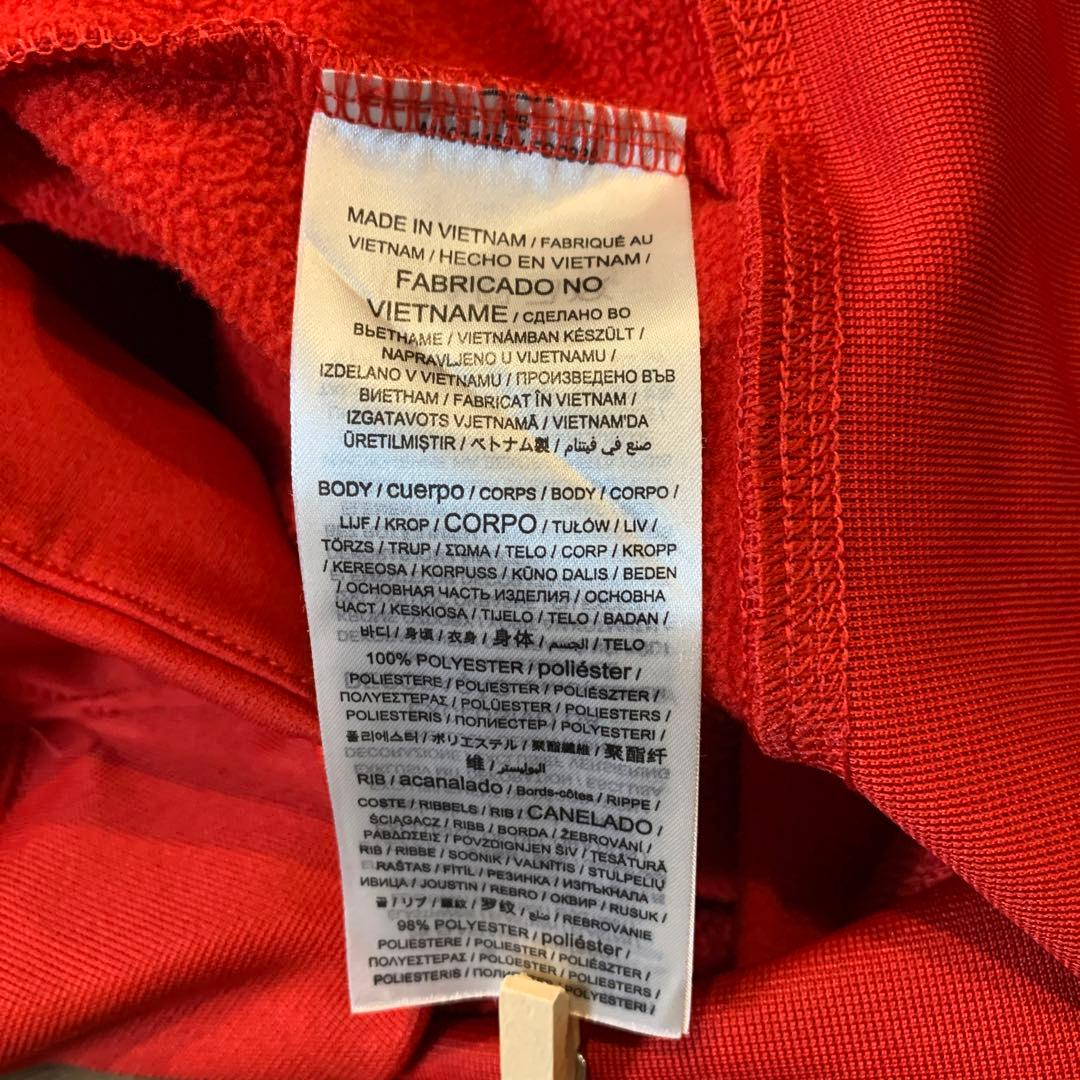 MADE IN VIETNAM / FABRIQUÉ AU
VIETNAM / HECHO EN VIETNAM /
FABRICADO NO
VIETNAME / СДЕЛАНО ВО
ВЬЕТНАМЕ / VIETNÁMBAN KÉSZÜLT /
NAPRAVLJENO U VIJETNAMU /
IZDELANO V VIETNAMU / ПРОИЗВЕДЕНО ВЪВ
ВИЕТНАМ / FABRICAT ÎN VIETNAM /
IZGATAVOTS VJETNAMĀ / VIETNAM'DA
ÜRETILMIŞTIR / ベトナム製 / صنع في فيتنام
BODY / cuerpo / CORPS / BODY / CORPO /
LIJF / KROP / CORPO / TUŁÓW / LIV /
TÖRZS / TRUP / ΣΩΜΑ / TELO / CORP / KROPP
/ KEREOSA / KORPUSS / KŪNO DALIS / BEDEN
/ ОСНОВНАЯ ЧАСТЬ ИЗДЕЛИЯ / ОСНОВНА
ЧАСТ / KESKIOSA / TIJELO / TELO / BADAN /
바디 / 身頃 / 衣身 / 身体 / الجسم / TELO
100% POLYESTER / poliéster /
POLIESTERE / POLIESTER / POLIÉSZTER /
ΠΟΛΥΕΣΤΕΡΑΣ / POLÜESTER / POLIESTERS /
POLIESTERIS / ПОЛИЕСТЕР / POLYESTERI /
폴리에스터 / ポリエステル / 聚酯纖維 / 聚酯纤
维 / البوليستر
RIB / acanalado / Bords-côtes / RIPPE /
COSTE / RIBBELS / RIB / CANELADO /
ŚCIĄGACZ / RIBB / BORDA / ŽEBROVÁNÍ /
ΡΑΒΔΩΣΕΙΣ / POVZDIGNJEN ŠIV / ŢESĂTURĂ
RIB / RIBBE / SOONIK / VALNĪTIS / STULPELIŲ
RAŠTAS / FİTİL / РЕЗИНКА / ИЗПЪКНАЛА
ИВИЦА / JOUSTIN / REBRO / ОКВИР / RUSUK /
골 / リブ / 羅紋 / 罗纹 / ضلع / REBROVANIE
98% POLYESTER / poliéster /
POLIESTERE / POLIESTER / POLIÉSZTER /
ΠΟΛΥΕΣΤΕΡΑΣ / POLÜESTER / POLIESTERS /
POLIESTERIS / POLYESTERI /